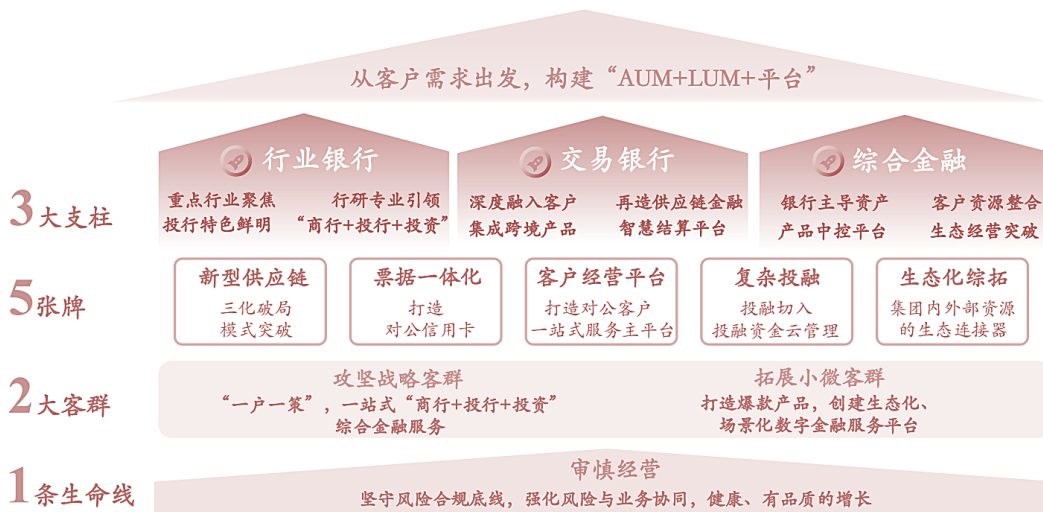 从客户需求出发，构建“AUM+LUM+平台”
行业银行
交易银行
综合金融
3大支柱
重点行业聚焦
投行特色鲜明
行研专业引领
“商行+投行+投资”
深度融入客户
集成跨境产品
再造供应链金融
智慧结算平台
银行主导资产
产品中控平台
客户资源整合
生态经营突破
5张牌
新型供应链
三化破局
模式突破
票据一体化
打造
对公信用卡
客户经营平台
打造对公客户
一站式服务主平台
复杂投融
投融切入
投融资金云管理
生态化综拓
集团内外部资源
的生态连接器
2大客群
攻坚战略客群
“一户一策”，一站式“商行+投行+投资”
综合金融服务
拓展小微客群
打造爆款产品，创建生态化、
场景化数字金融服务平台
1条生命线
审慎经营
坚守风险合规底线，强化风险与业务协同，健康、有品质的增长